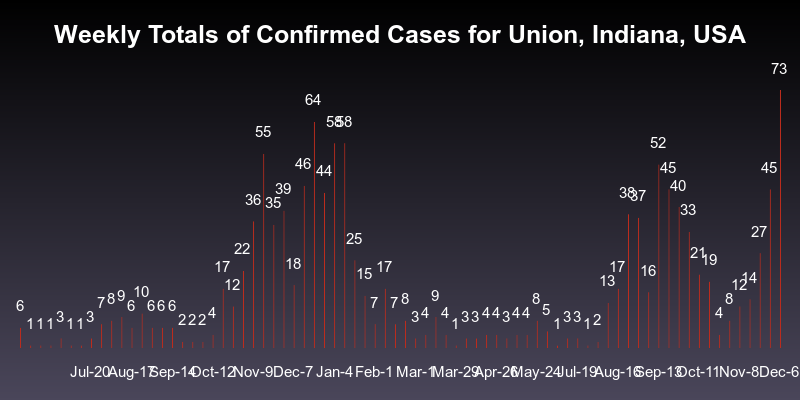 Weekly Totals of Confirmed Cases for Union, Indiana, USA
6 1 1 1 3 1 1 3 7 8 9 6 10 6 6 6 2 2 2 4 17 12 22 36 55 35 39 18 46 64 44 58 58 25 15 7 17 7 8 3 4 9 4 1 3 3 4 4 3 4 4 8 5 1 3 3 1 2 13 17 38 37 16 52 45 40 33 21 19 4 8 12 14 27 45 73
Jul-20 Aug-17 Sep-14 Oct-12 Nov-9 Dec-7 Jan-4 Feb-1 Mar-1 Mar-29 Apr-26 May-24 Jul-19 Aug-16 Sep-13 Oct-11 Nov-8 Dec-6